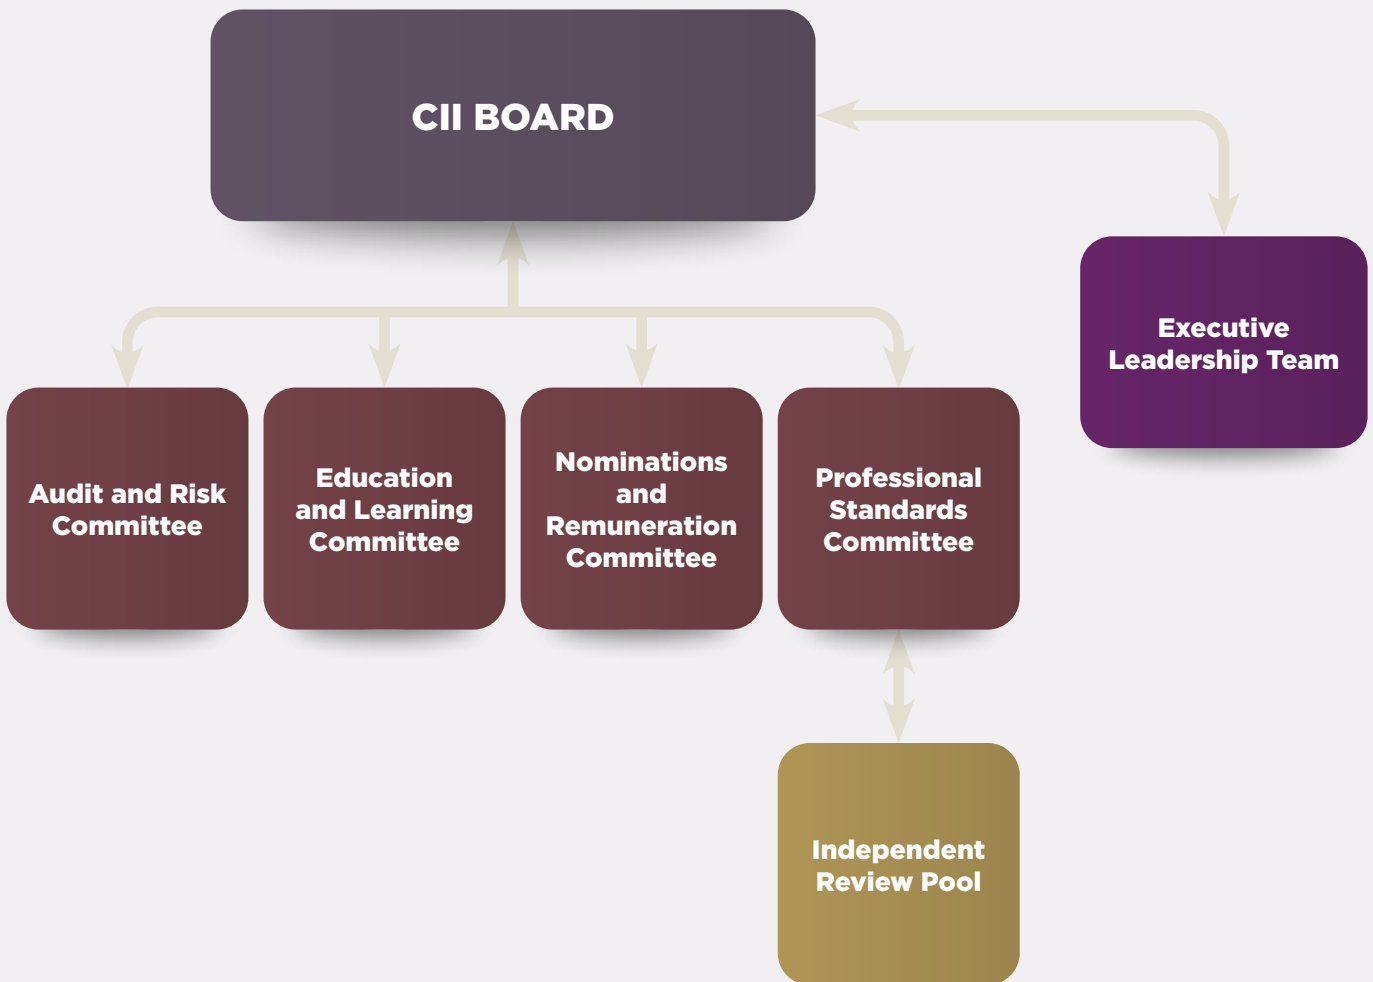 CII BOARD
Executive
Leadership Team
Audit and Risk
Committee
Education
and Learning
Committee
Nominations
and
Remuneration
Committee
Professional
Standards
Committee
Independent
Review Pool